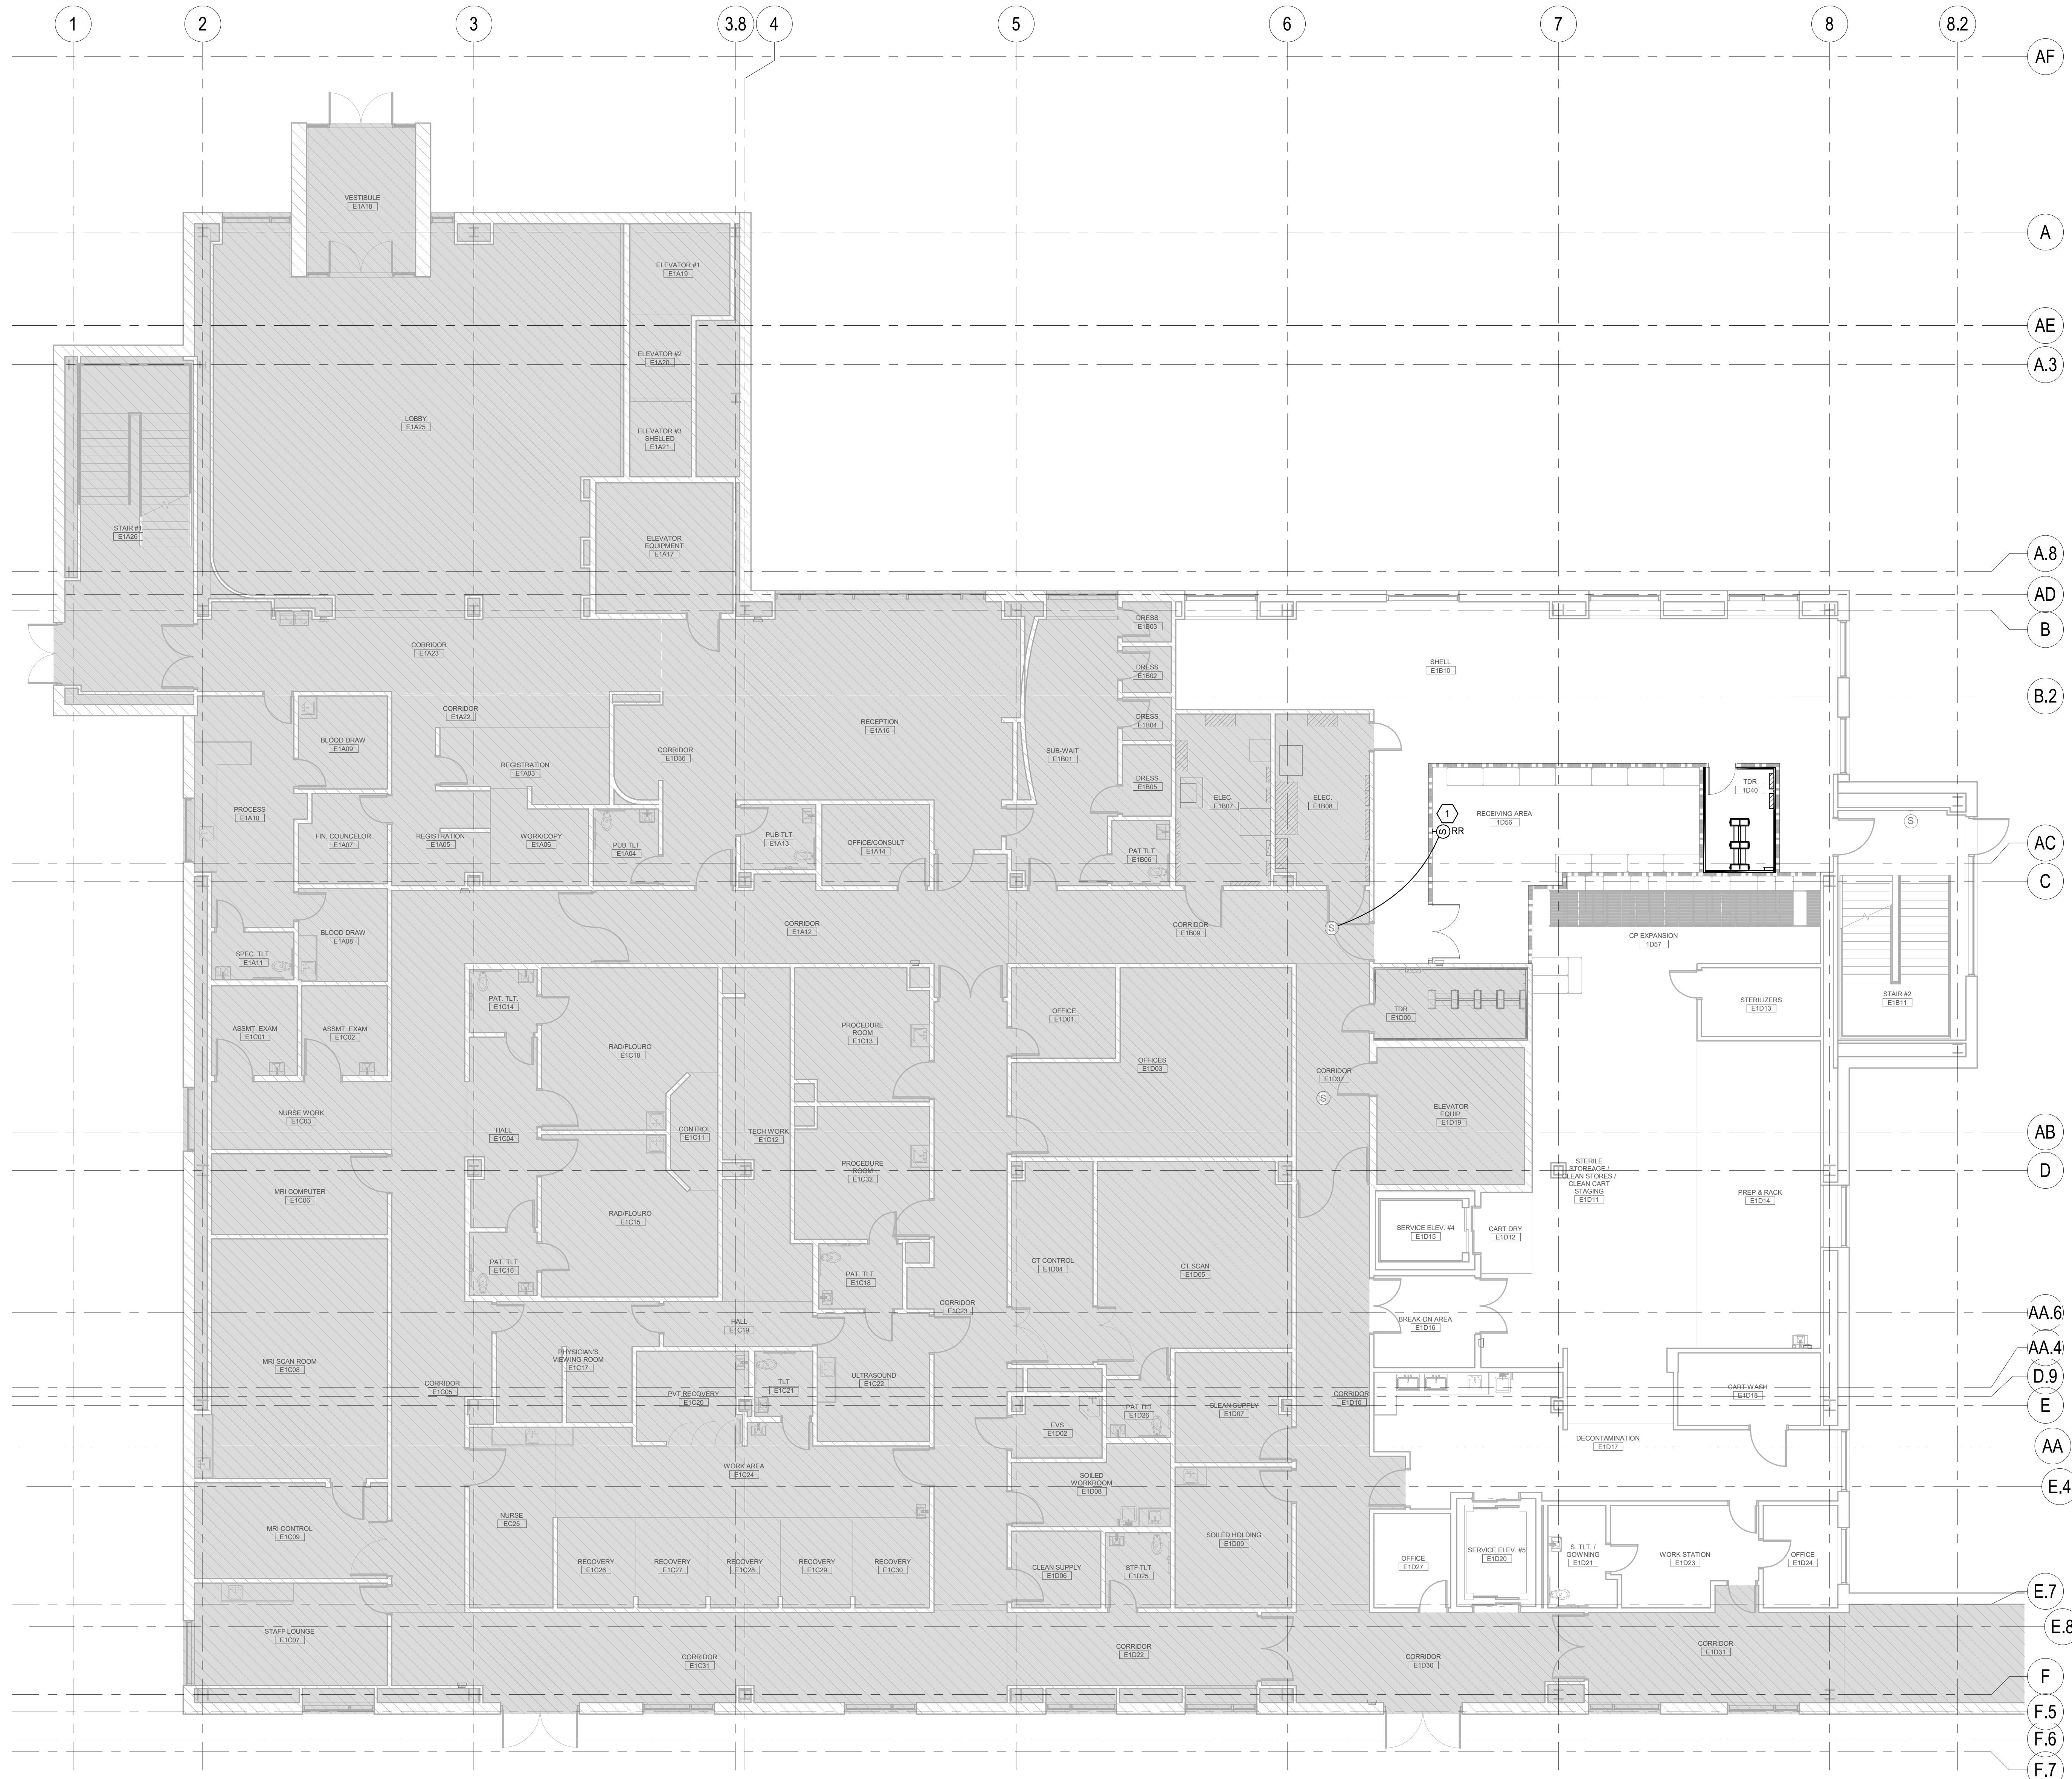 1
2
3
3.8
4
5
6
7
8
8.2
AF
A
AE
A.3
A.8
AD
B
B.2
AC
C
AB
D
AA.6
AA.4
D.9
E
AA
E.4
E.7
E.8
F
F.5
F.6
F.7
VESTIBULE
E1A18
ELEVATOR #1
E1A19
ELEVATOR #2
E1A20
ELEVATOR #3
SHELLED
E1A21
LOBBY
E1A25
STAIR #1
E1A26
ELEVATOR
EQUIPMENT
E1A17
CORRIDOR
E1A23
CORRIDOR
E1A22
RECEPTION
E1A16
CORRIDOR
E1D36
BLOOD DRAW
E1A09
REGISTRATION
E1A03
PROCESS
E1A10
FIN. COUNCELOR
E1A07
REGISTRATION
E1A05
WORK/COPY
E1A06
PUB TLT
E1A04
PUB TLT
E1A13
OFFICE/CONSULT
E1A14
SUB-WAIT
E1B01
DRESS
E1B03
DRESS
E1B02
DRESS
E1B04
DRESS
E1B05
PAT TLT
E1B06
ELEC.
E1B07
ELEC.
E1B08
SHELL
E1B10
TDR
1D40
RECEIVING AREA
1D56
1
S
RR
S
S
CP EXPANSION
1D57
STAIR #2
E1B11
BLOOD DRAW
E1A08
SPEC. TLT.
E1A11
CORRIDOR
E1A12
CORRIDOR
E1B09
ASSMT. EXAM
E1C01
ASSMT. EXAM
E1C02
NURSE WORK
E1C03
PAT. TLT.
E1C14
RAD/FLOURO
E1C10
HALL
E1C04
CONTROL
E1C11
TECH WORK
E1C12
PROCEDURE
ROOM
E1C13
PROCEDURE
ROOM
E1C32
OFFICE
E1D01
OFFICES
E1D03
CORRIDOR
E1D37
S
TDR
E1D00
ELEVATOR
EQUIP.
E1D19
STERILIZERS
E1D13
STERILE
STOREAGE /
CLEAN STORES /
CLEAN CART
STAGING
E1D11
PREP & RACK
E1D14
SERVICE ELEV. #4
E1D15
CART DRY
E1D12
MRI COMPUTER
E1C06
RAD/FLOURO
E1C15
PAT. TLT
E1C16
PAT. TLT.
E1C18
CT CONTROL
E1D04
CT SCAN
E1D05
CORRIDOR
E1C23
HALL
E1C19
BREAK-DN AREA
E1D16
MRI SCAN ROOM
E1C08
CORRIDOR
E1C05
PHYSICIAN'S
VIEWING ROOM
E1C17
PVT RECOVERY
E1C20
TLT
E1C21
ULTRASOUND
E1C22
EVS
E1D02
PAT TLT
E1D26
CLEAN SUPPLY
E1D07
CORRIDOR
E1D10
CART WASH
E1D18
DECONTAMINATION
E1D17
WORK AREA
E1C24
SOILED
WORKROOM
E1D08
MRI CONTROL
E1C09
NURSE
EC25
RECOVERY
E1C26
RECOVERY
E1C27
RECOVERY
E1C28
RECOVERY
E1C29
RECOVERY
E1C30
CLEAN SUPPLY
E1D06
STF TLT
E1D25
SOILED HOLDING
E1D09
OFFICE
E1D27
SERVICE ELEV. #5
E1D20
S. TLT. /
GOWNING
E1D21
WORK STATION
E1D23
OFFICE
E1D24
STAFF LOUNGE
E1C07
CORRIDOR
E1C31
CORRIDOR
E1D22
CORRIDOR
E1D30
CORRIDOR
E1D31